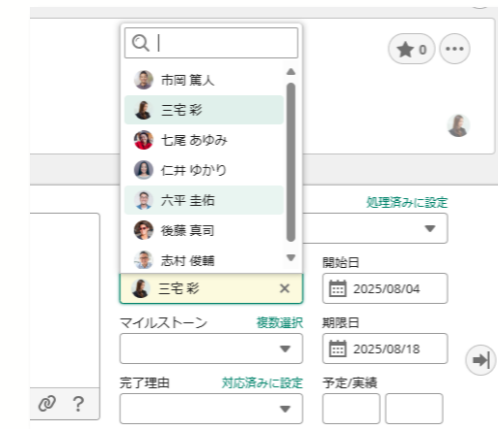 0
市岡 篤人
三宅 彩
七尾 あゆみ
仁井 ゆかり
六平 圭佑
後藤 真司
志村 俊輔
処理済みに設定
三宅 彩
開始日
2025/08/04
マイルストーン
複数選択
期限日
2025/08/18
完了理由
対応済みに設定
予定/実績
?